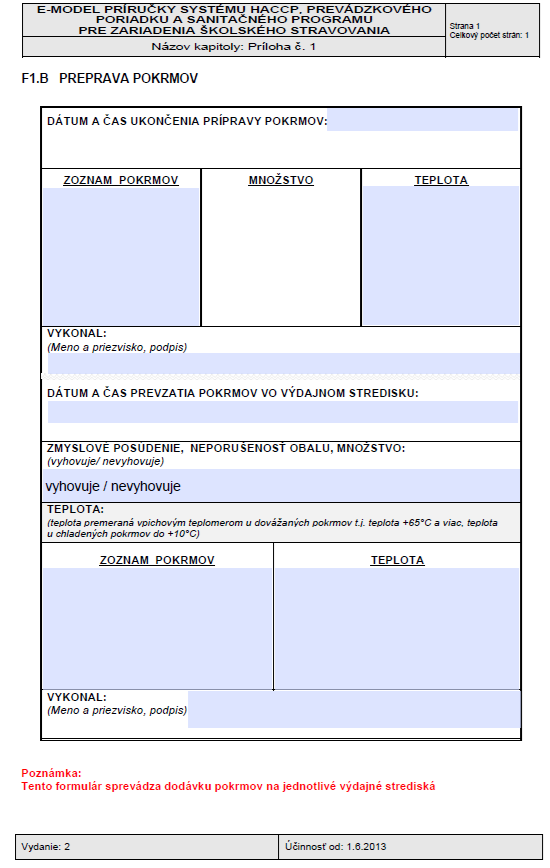 E-MODEL PRÍRUČKY SYSTÉMU HACCP, PREVÁDZKOVÉHO
PORIADKU A SANITAČNÉHO PROGRAMU
PRE ZARIADENIA ŠKOLSKÉHO STRAVOVANIA
Strana 1
Celkový počet strán: 1
Názov kapitoly: Príloha č. 1
F1.B PREPRAVA POKRMOV
DÁTUM A ČAS UKONČENIA PRÍPRAVY POKRMOV:
ZOZNAM POKRMOV MNOŽSTVO TEPLOTA
VYKONAL:
(Meno a priezvisko, podpis)
DÁTUM A ČAS PREVZATIA POKRMOV VO VÝDAJNOM STREDISKU:
ZMYSLOVÉ POSÚDENIE, NEPORUŠENOSŤ OBALU, MNOŽSTVO:
(vyhovuje/ nevyhovuje)
vyhovuje / nevyhovuje
TEPLOTA:
(teplota premeraná vpichovým teplomerom u dovážaných pokrmov t.j. teplota +65°C a viac, teplota
u chladených pokrmov do +10°C)
ZOZNAM POKRMOV TEPLOTA
VYKONAL:
(Meno a priezvisko, podpis)
Poznámka:
Tento formulár sprevádza dodávku pokrmov na jednotlivé výdajné strediská
Vydanie: 2 Účinnosť od: 1.6.2013